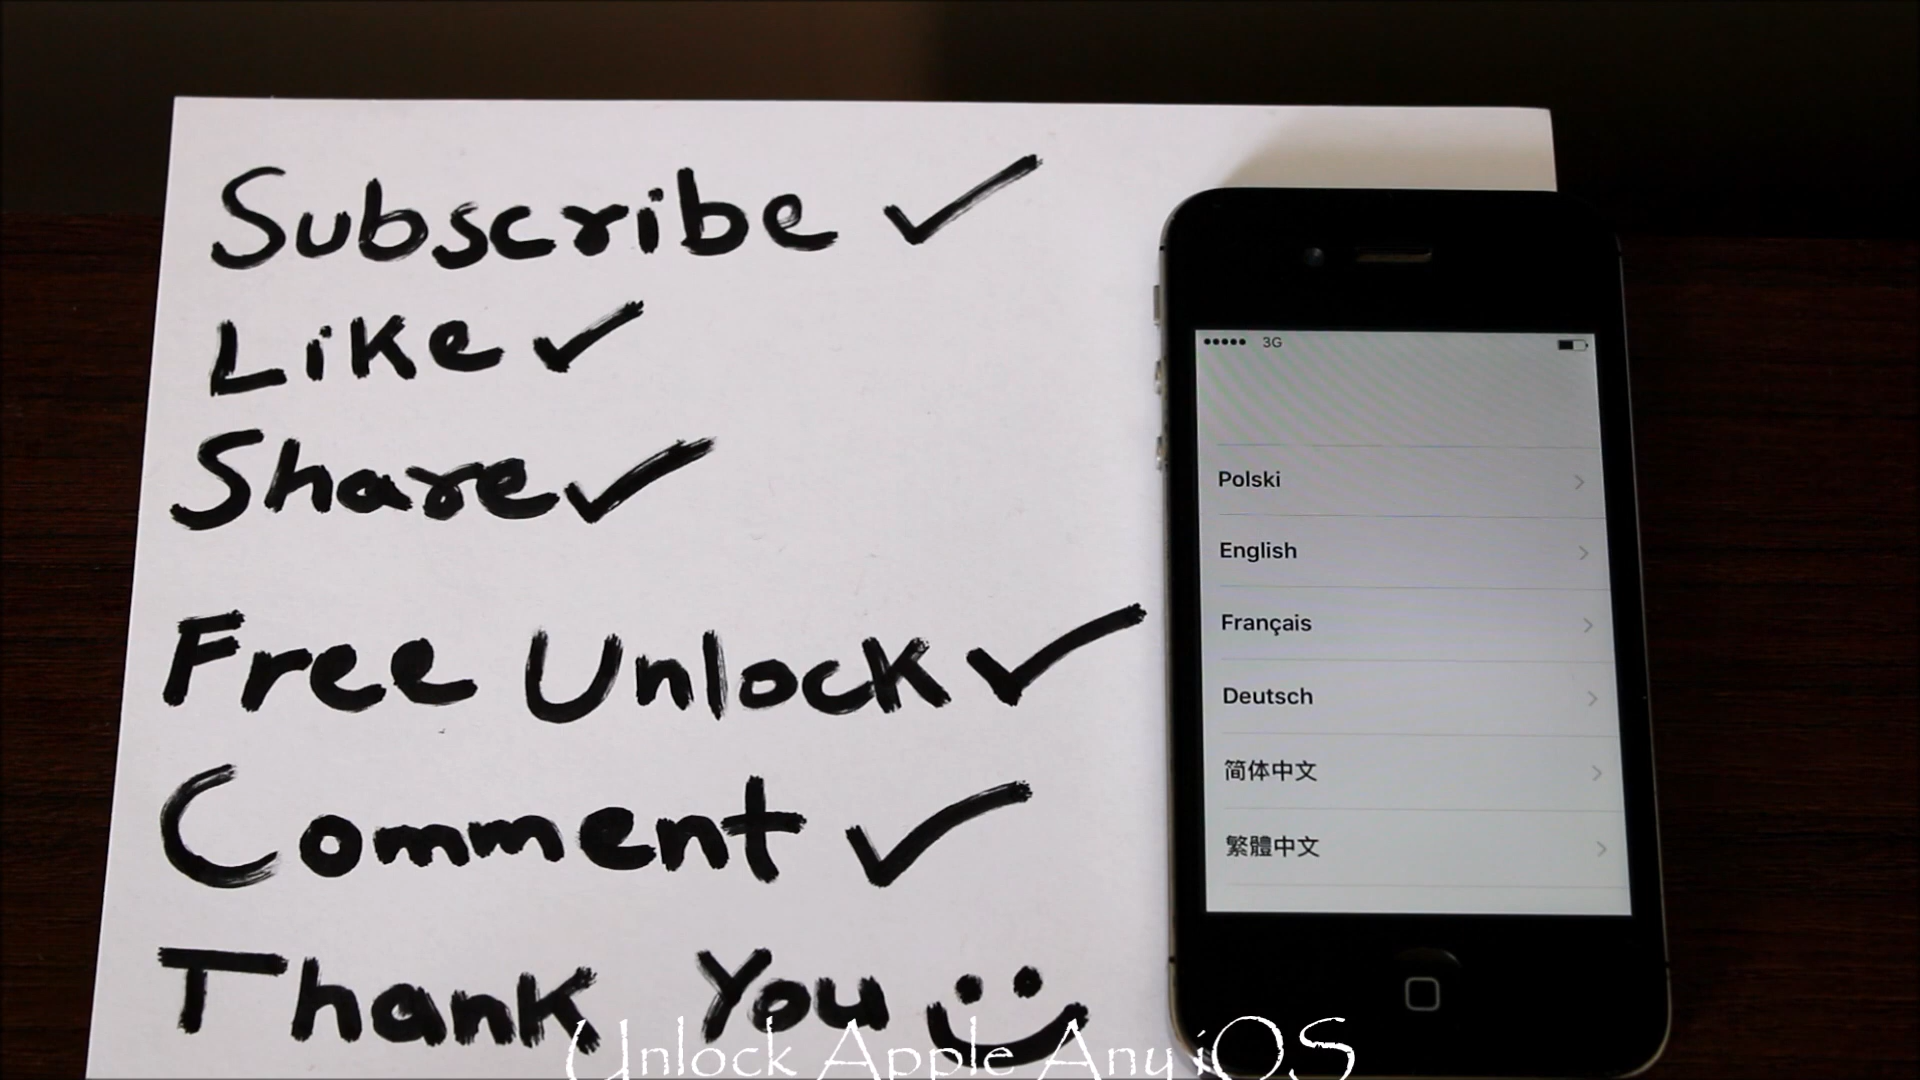 Subscribe ✓
Like ✓
Share ✓
Free Unlock ✓
Comment ✓
Thank You
3G
Polski
English
Français
Deutsch
简体中文
繁體中文
Unlock Apple Any iOS